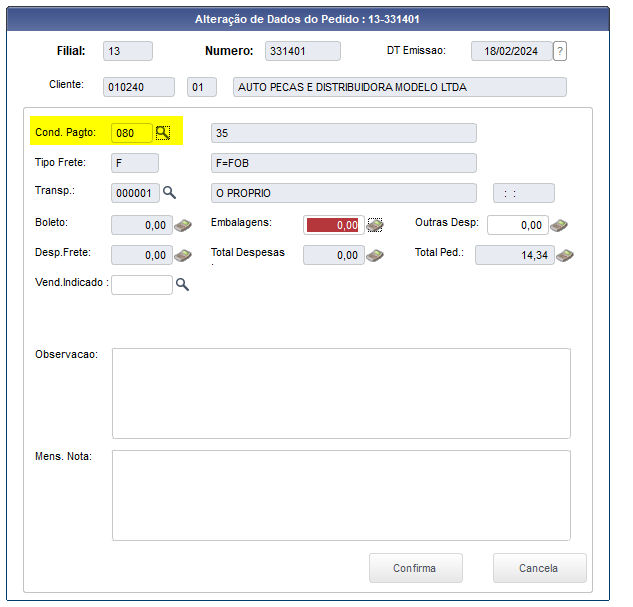 Alteração de Dados do Pedido : 13-331401
Filial: 13 Numero: 331401 DT Emissao: 18/02/2024 ?
Cliente: 010240 01 AUTO PECAS E DISTRIBUIDORA MODELO LTDA
Cond. Pagto: 080 35
Tipo Frete: F F=FOB
Transp.: 000001 O PROPRIO : :
Boleto: 0,00 Embalagens: 0,00 Outras Desp: 0,00
Desp.Frete: 0,00 Total Despesas : 0,00 Total Ped.: 14,34
Vend.Indicado :
Observacao:
Mens. Nota:
Confirma Cancela